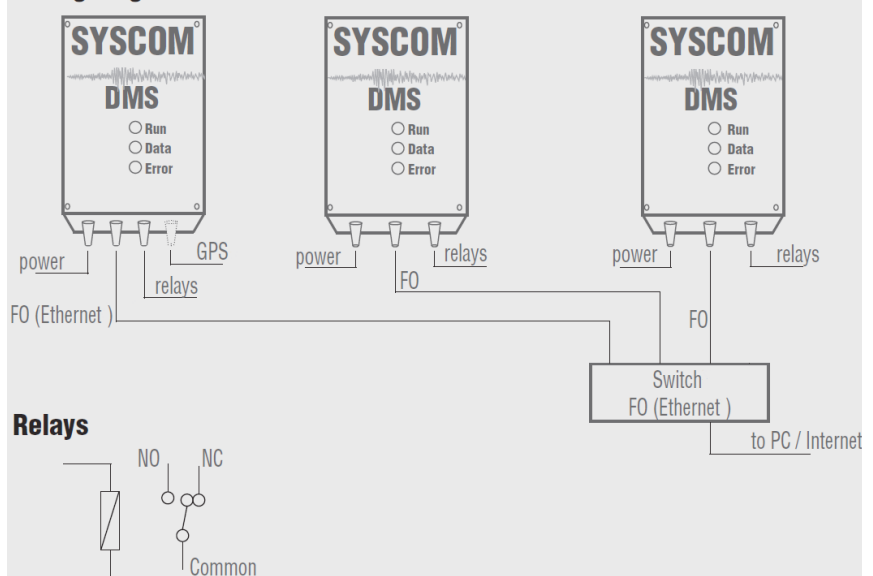 SYSCOM
DMS
Run
Data
Error
power
GPS
relays
FO (Ethernet )
SYSCOM
DMS
Run
Data
Error
power
relays
FO
SYSCOM
DMS
Run
Data
Error
power
relays
FO
Switch
FO (Ethernet )
to PC / Internet
Relays
NO
NC
Common